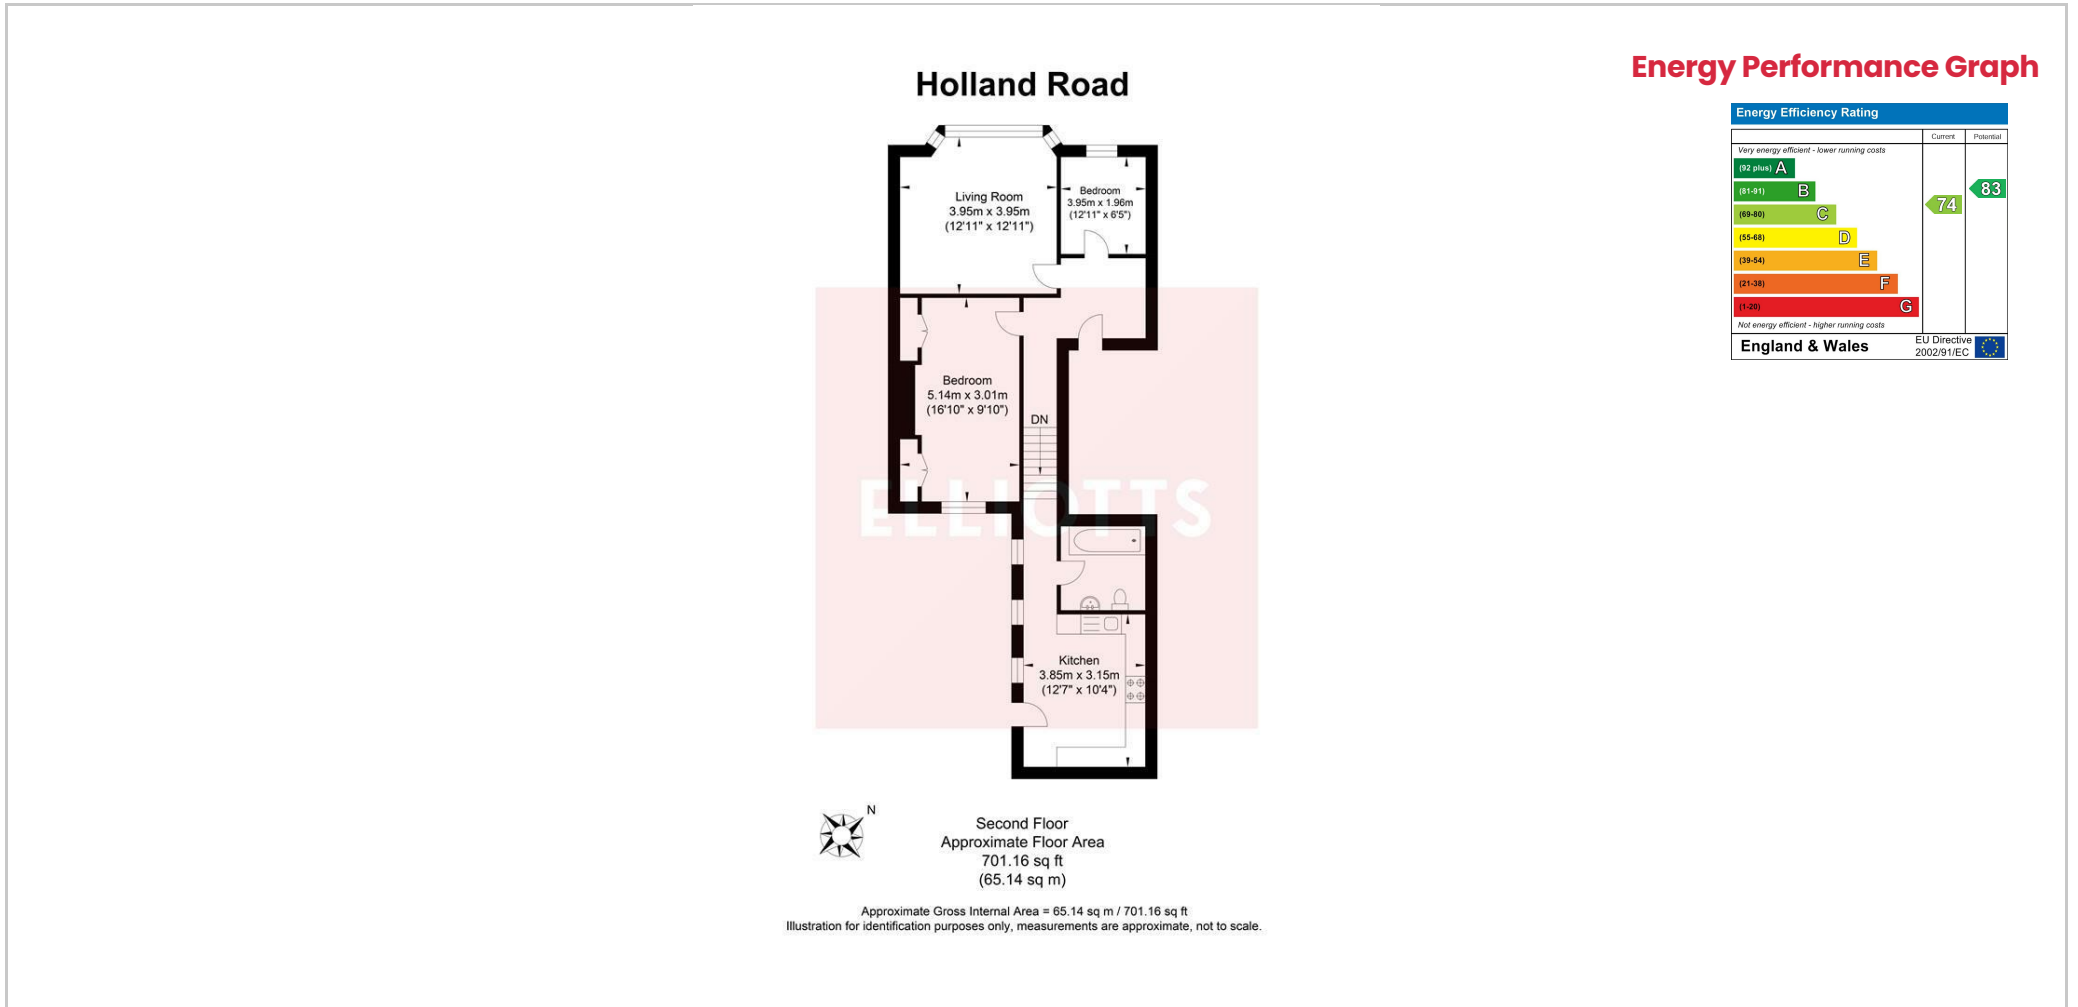 Holland Road
Living Room
3.95m x 3.95m
(12'11" x 12'11")
Bedroom
3.95m x 1.96m
(12'11" x 6'5")
Bedroom
5.14m x 3.01m
(16'10" x 9'10")
DN
ELLIOTTS
Kitchen
3.85m x 3.15m
(12'7" x 10'4")
N
Second Floor
Approximate Floor Area
701.16 sq ft
(65.14 sq m)
Approximate Gross Internal Area = 65.14 sq m / 701.16 sq ft
Illustration for identification purposes only, measurements are approximate, not to scale.
Energy Performance Graph
Energy Efficiency Rating
Current Potential
Very energy efficient - lower running costs
(92 plus) A
(81-91) B
(69-80) C
(55-68) D
(39-54) E
(21-38) F
(1-20) G
74
83
Not energy efficient - higher running costs
England & Wales
EU Directive
2002/91/EC